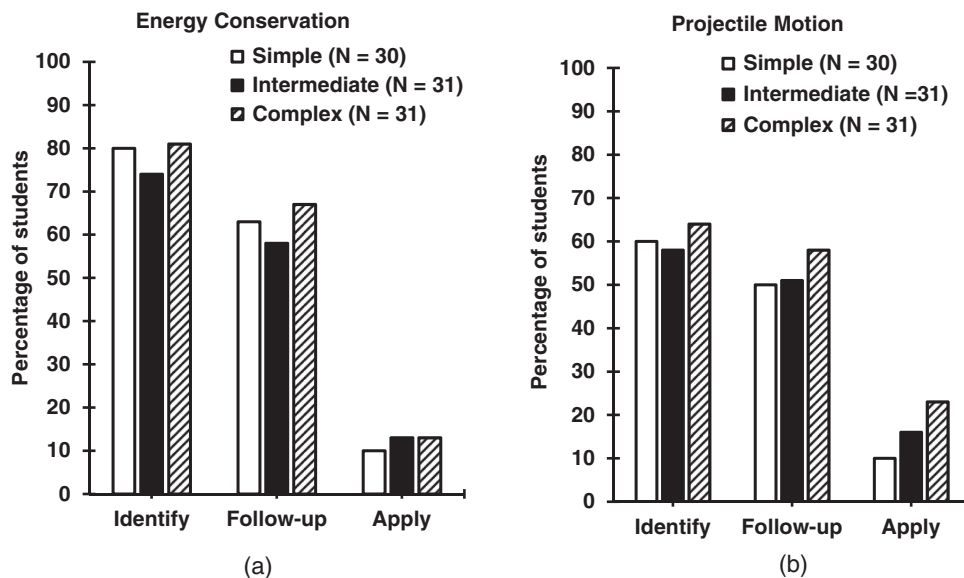 Energy Conservation
Simple (N = 30)
Intermediate (N = 31)
Complex (N = 31)
Percentage of students
100
90
80
70
60
50
40
30
20
10
0
Identify
Follow-up
Apply
(a)
Projectile Motion
Simple (N = 30)
Intermediate (N =31)
Complex (N = 31)
Percentage of students
100
90
80
70
60
50
40
30
20
10
0
Identify
Follow-up
Apply
(b)